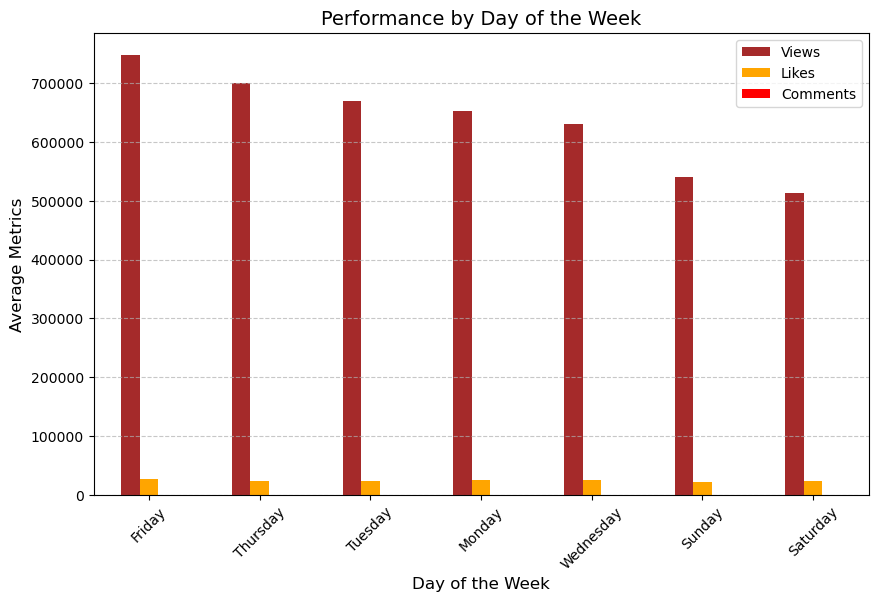 Performance by Day of the Week
Views
Likes
Comments
Average Metrics
700000
600000
500000
400000
300000
200000
100000
0
Friday
Thursday
Tuesday
Monday
Wednesday
Sunday
Saturday
Day of the Week